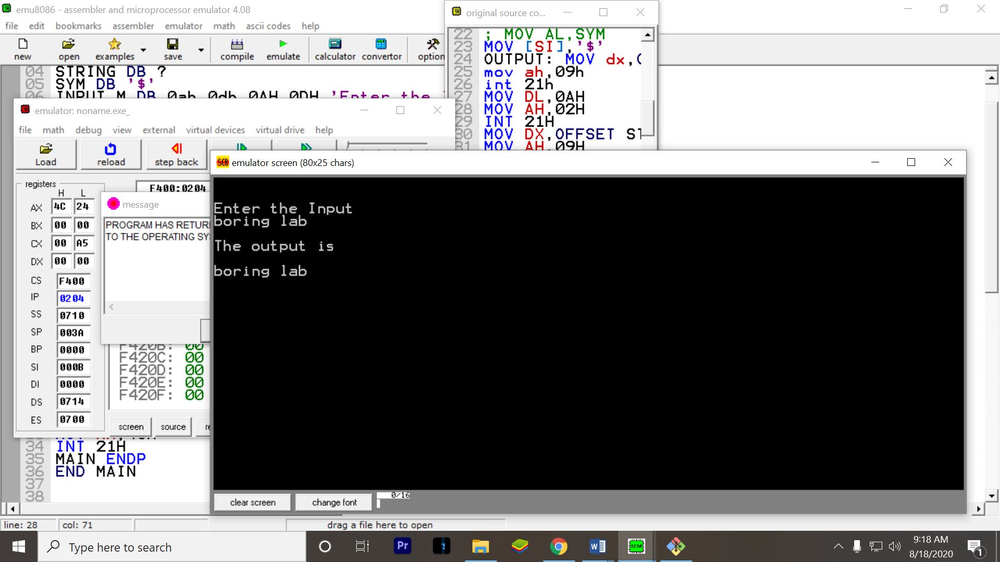 emu8086 - assembler and microprocessor emulator 4.08
file edit bookmarks assembler emulator math ascii codes help
new open examples save compile emulate calculator convertor option
04 STRING DB ?
05 SYM DB '$'
06 INPUT_M DB 0ah,0dh,0AH,0DH,'Enter the
original source co...
22 ; MOV AL,SYM
23 MOV [SI],'$'
24 OUTPUT: MOV dx,
25 mov ah,09h
26 int 21h
27 MOV DL,0AH
28 MOV AH,02H
29 INT 21H
30 MOV DX,OFFSET ST
31 MOV AH,09H
emulator: noname.exe_
file math debug view external virtual devices virtual drive help
Load reload step back
registers
F400:0204
H L
AX 4C 24
BX 00 00
CX 00 A5
DX 00 00
CS F400
IP 0204
SS 0710
SP 003A
BP 0000
SI 000B
DI 0000
DS 0714
ES 0700
message
PROGRAM HAS RETUR
TO THE OPERATING SY
F420B: 00
F420C: 00
F420D: 00
F420E: 00
F420F: 00
screen source re
emulator screen (80x25 chars)
Enter the Input
boring lab
The output is
boring lab
clear screen change font 0/16
34 INT 21H
35 MAIN ENDP
36 END MAIN
37
38
line: 28 col: 71 drag a file here to open
Type here to search
Pr
W
8086
9:18 AM
8/18/2020
1